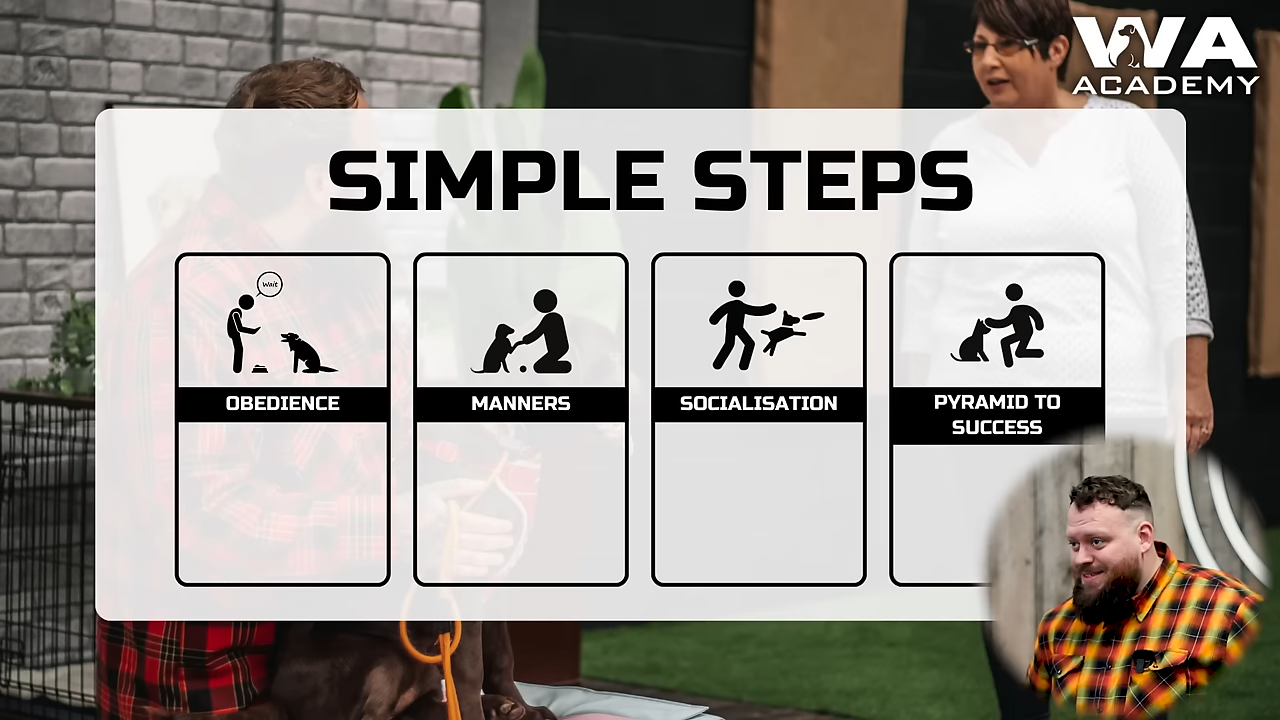 WA
ACADEMY
SIMPLE STEPS
Wait
OBEDIENCE
MANNERS
SOCIALISATION
PYRAMID TO
SUCCESS